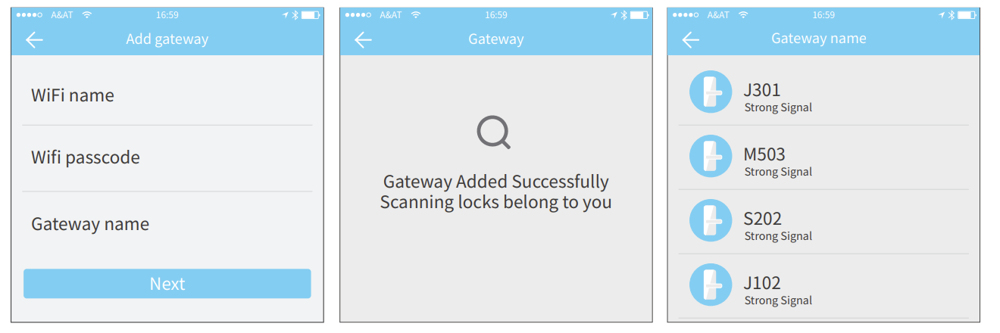 A&AT 16:59
Add gateway
WiFi name
Wifi passcode
Gateway name
Next
A&AT 16:59
Gateway
Gateway Added Successfully
Scanning locks belong to you
A&AT 16:59
Gateway name
J301
Strong Signal
M503
Strong Signal
S202
Strong Signal
J102
Strong Signal